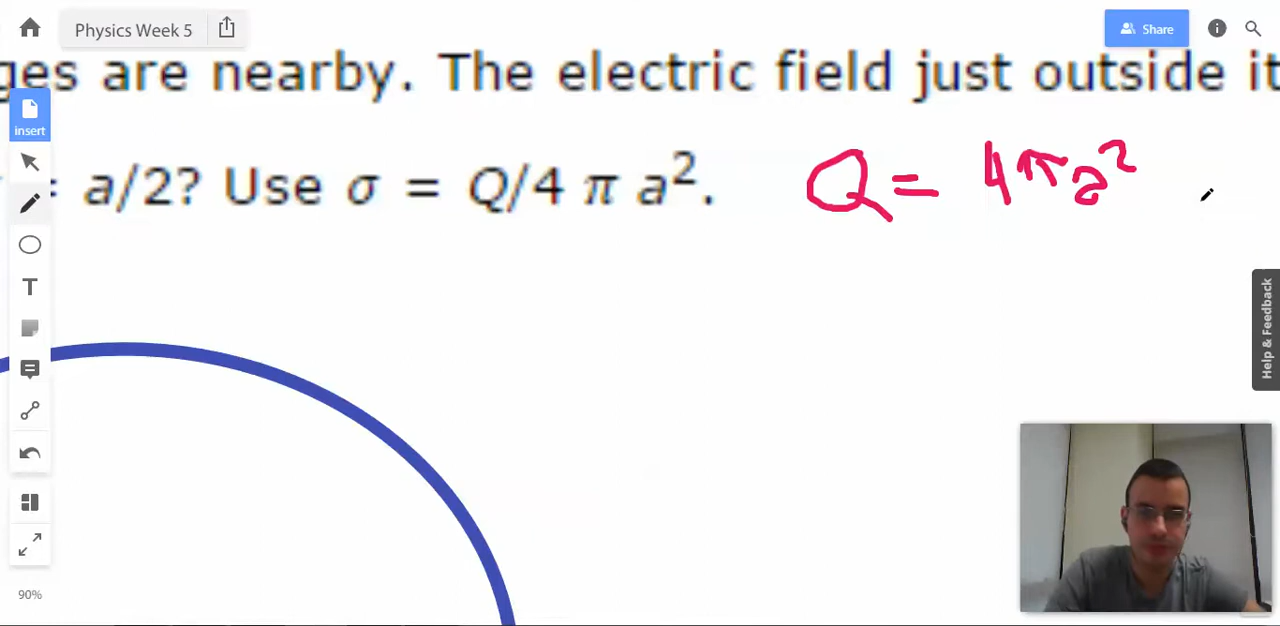 Physics Week 5
Share
ges are nearby. The electric field just outside it
insert
= a/2? Use σ = Q/4 π a².
Q = 4πa²
T
Help & Feedback
90%